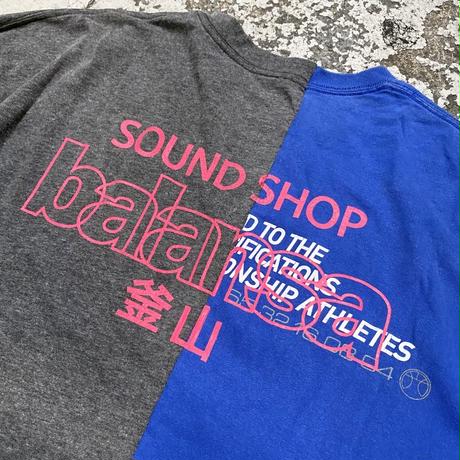 SOUND SHOP
balansa
TO THE
IFICATIONS
ONSHIP ATHLETES
釜山